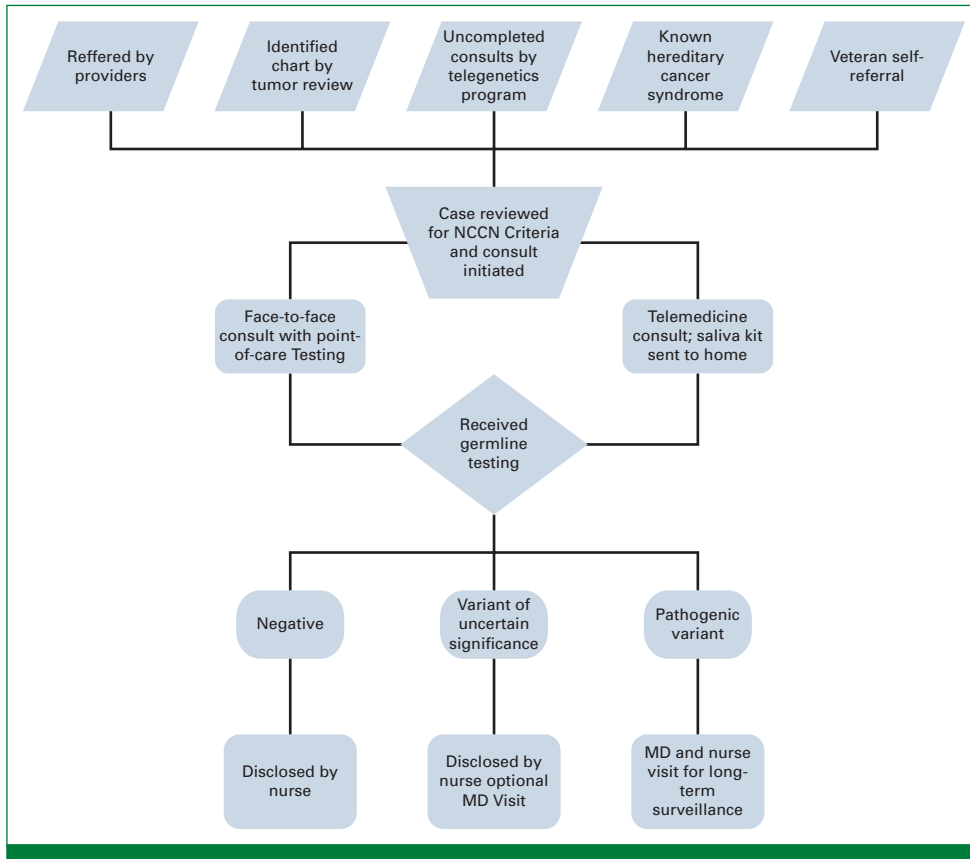 Reffered by
providers
Identified
chart by
tumor review
Uncompleted
consults by
telegenetics
program
Known
hereditary
cancer
syndrome
Veteran self-
referral
Case reviewed
for NCCN Criteria
and consult
initiated
Face-to-face
consult with point-
of-care Testing
Telemedicine
consult; saliva kit
sent to home
Received
germline
testing
Negative
Variant of
uncertain
significance
Pathogenic
variant
Disclosed by
nurse
Disclosed by
nurse optional
MD Visit
MD and nurse
visit for long-
term
surveillance